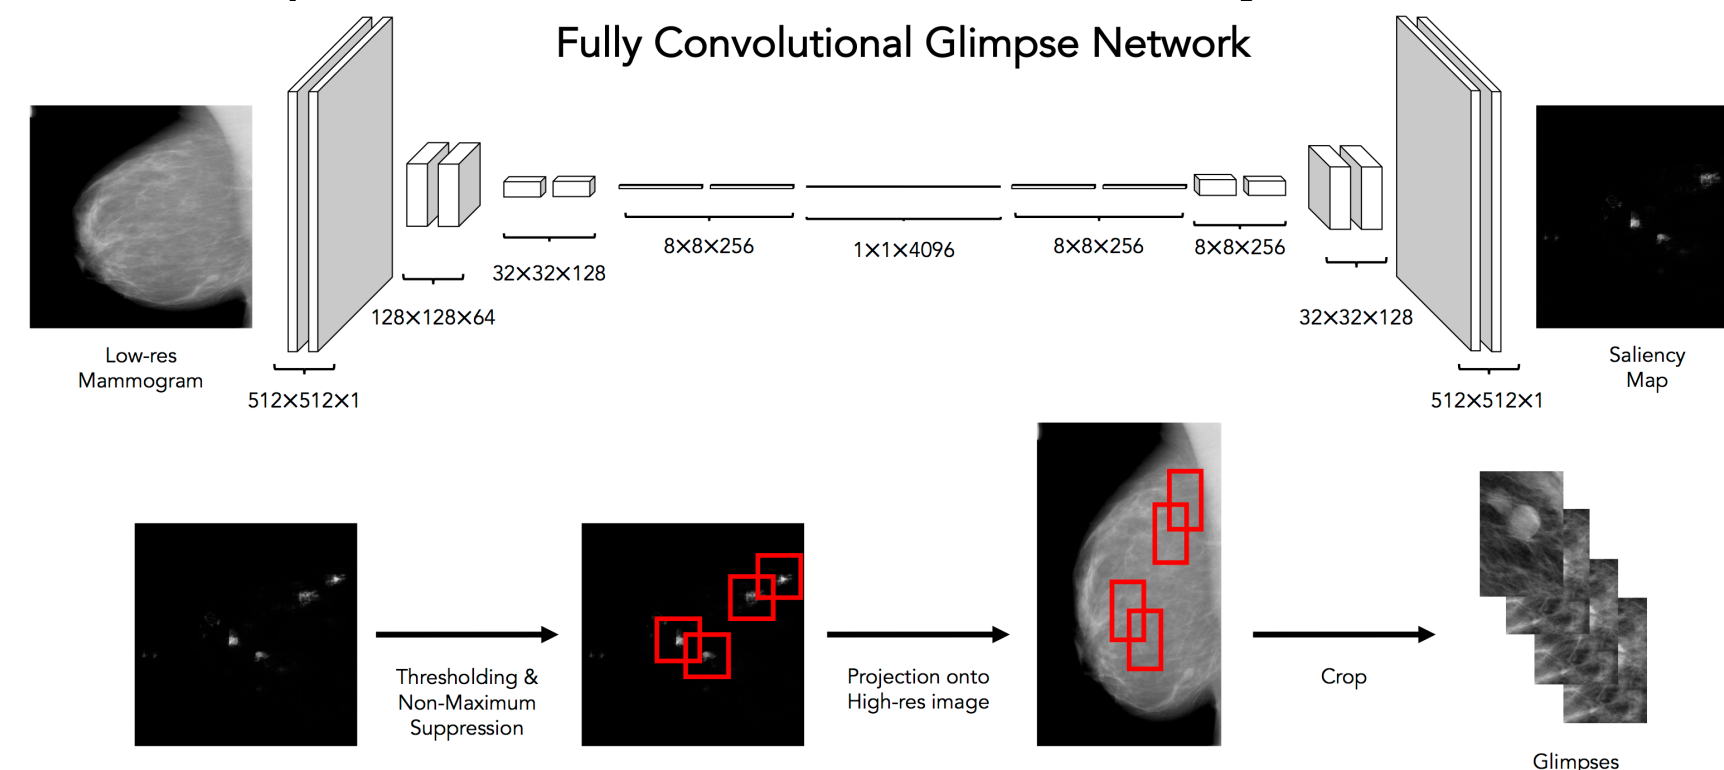 Fully Convolutional Glimpse Network
Low-res
Mammogram
512×512×1
128×128×64
32×32×128
8×8×256
1×1×4096
8×8×256
8×8×256
32×32×128
512×512×1
Saliency
Map
Thresholding &
Non-Maximum
Suppression
Projection onto
High-res image
Crop
Glimpses